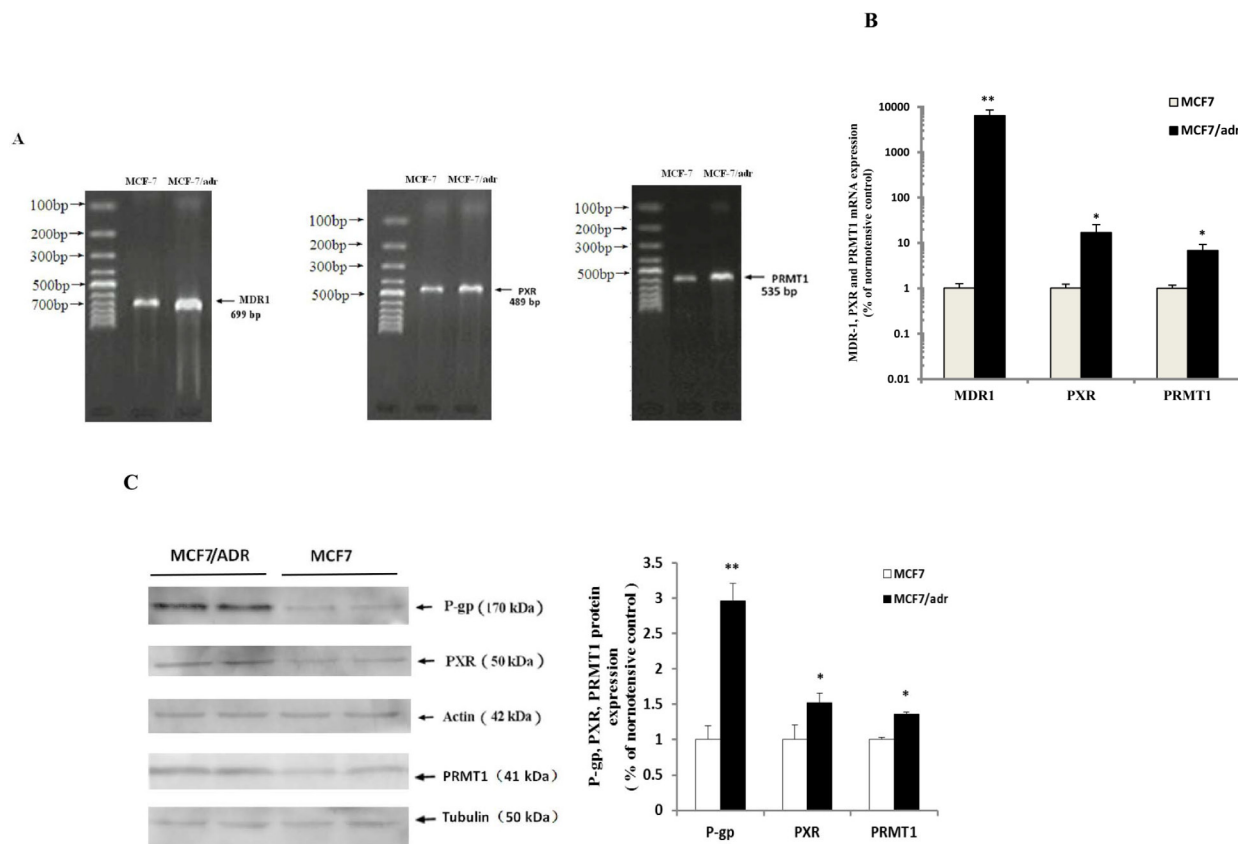 A
MCF-7 MCF-7/adr
100bp
200bp
300bp
500bp
700bp
MDR1
699 bp
MCF-7 MCF-7/adr
100bp
200bp
300bp
500bp
PXR
489 bp
MCF-7 MCF-7/adr
100bp
200bp
300bp
500bp
PRMT1
535 bp
B
MDR-1, PXR and PRMT1 mRNA expression
(% of normotensive control)
10000
1000
100
10
1
0.1
0.01
**
*
*
MDR1 PXR PRMT1
MCF7
MCF7/adr
C
MCF7/ADR MCF7
P-gp (170 kDa)
PXR ( 50 kDa)
Actin ( 42 kDa)
PRMT1 (41 kDa)
Tubulin (50 kDa)
P-gp, PXR, PRMT1 protein
expression
( % of nornotensive control )
3.5
3
2.5
2
1.5
1
0.5
0
**
*
*
P-gp PXR PRMT1
MCF7
MCF7/adr